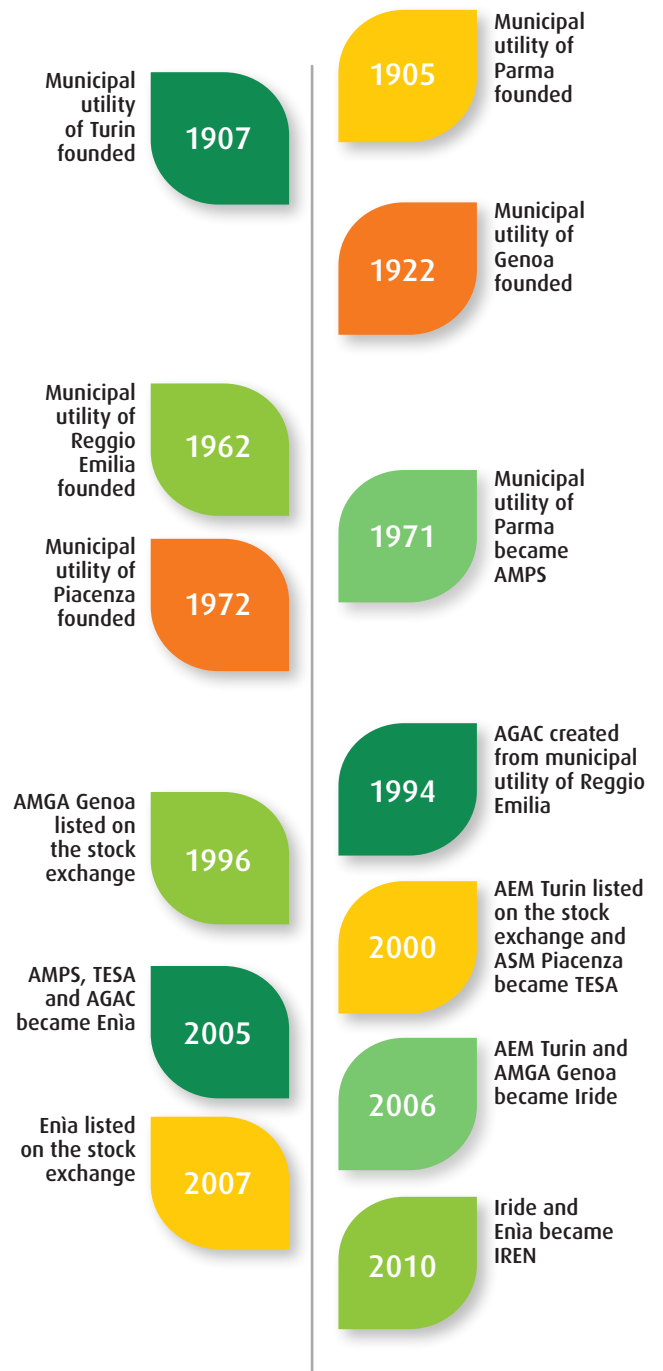 1905
Municipal
utility of
Parma
founded
Municipal
utility
of Turin
founded
1907
1922
Municipal
utility of
Genoa
founded
Municipal
utility of
Reggio
Emilia
founded
1962
1971
Municipal
utility of
Parma
became
AMPS
Municipal
utility of
Piacenza
founded
1972
1994
AGAC created
from municipal
utility of Reggio
Emilia
AMGA Genoa
listed on
the stock
exchange
1996
2000
AEM Turin listed
on the stock
exchange and
ASM Piacenza
became TESA
AMPS, TESA
and AGAC
became Enìa
2005
2006
AEM Turin and
AMGA Genoa
became Iride
Enìa listed
on the stock
exchange
2007
2010
Iride and
Enìa became
IREN